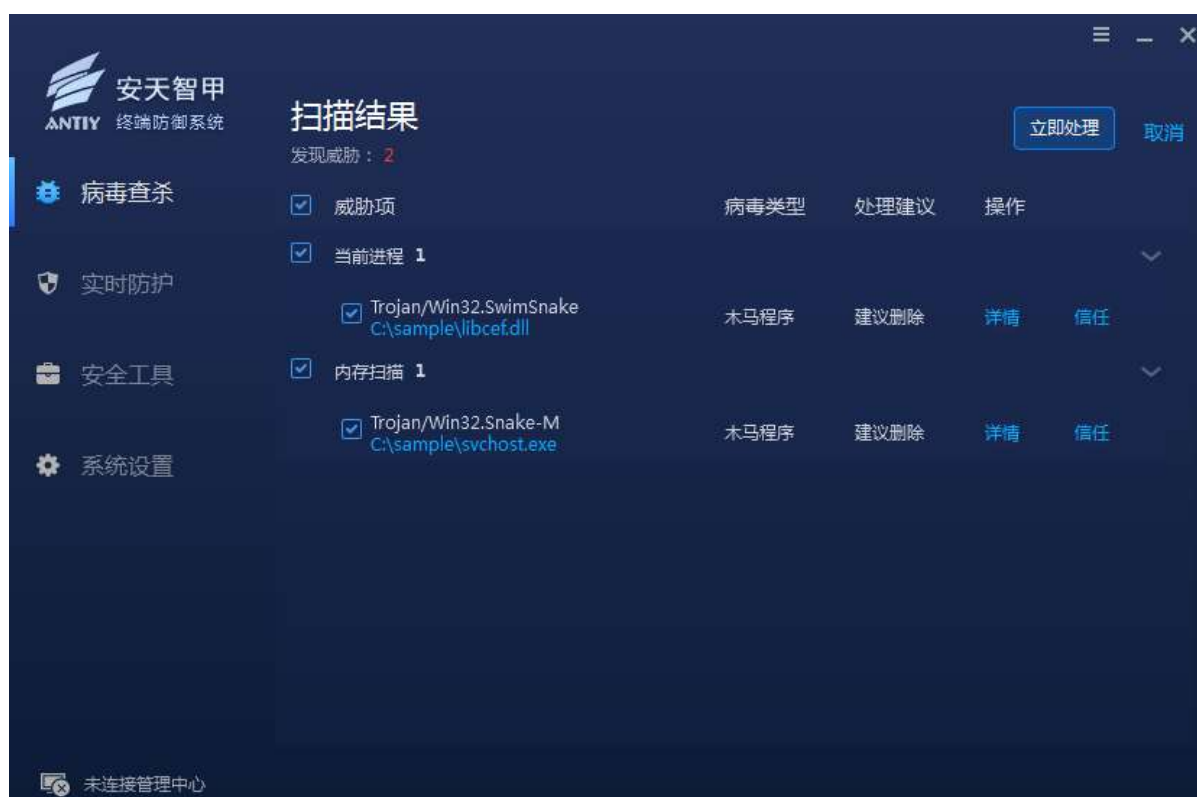 安天智甲
ANTIY 终端防御系统
扫描结果
立即处理 取消
发现威胁： 2
病毒查杀
威胁项 病毒类型 处理建议 操作
当前进程 1
实时防护
Trojan/Win32.SwimSnake
C:\sample\libcef.dll
木马程序 建议删除 详情 信任
安全工具
内存扫描 1
Trojan/Win32.Snake-M
C:\sample\svchost.exe
木马程序 建议删除 详情 信任
系统设置
未连接管理中心